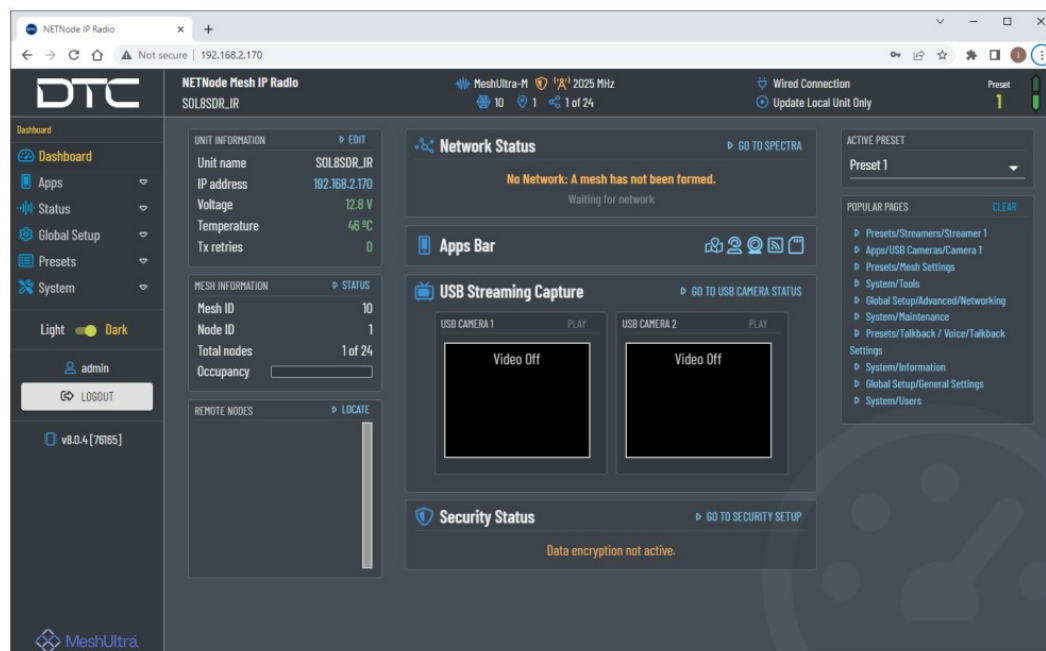 NETNode IP Radio
Not secure
192.168.2.170
DTC
NETNode Mesh IP Radio
SOL8SDR_IR
MeshUltra-M 2025 MHz
10 1 1 of 24
Wired Connection
Update Local Unit Only
Preset
1
Dashboard
Dashboard
Apps
Status
Global Setup
Presets
System
Light Dark
admin
LOGOUT
v8.0.4 [76165]
MeshUltra
UNIT INFORMATION EDIT
Unit name SOL8SDR_IR
IP address 192.168.2.170
Voltage 12.8 V
Temperature 46 ºC
Tx retries 0
MESH INFORMATION STATUS
Mesh ID 10
Node ID 1
Total nodes 1 of 24
Occupancy
REMOTE NODES LOCATE
Network Status GO TO SPECTRA
No Network: A mesh has not been formed.
Waiting for network
Apps Bar
USB Streaming Capture GO TO USB CAMERA STATUS
USB CAMERA 1 PLAY USB CAMERA 2 PLAY
Video Off Video Off
Security Status GO TO SECURITY SETUP
Data encryption not active.
ACTIVE PRESET
Preset 1
POPULAR PAGES CLEAR
Presets/Streamers/Streamer 1
Apps/USB Cameras/Camera 1
Presets/Mesh Settings
System/Tools
Global Setup/Advanced/Networking
System/Maintenance
Presets/Talkback / Voice/Talkback
Settings
System/Information
Global Setup/General Settings
System/Users